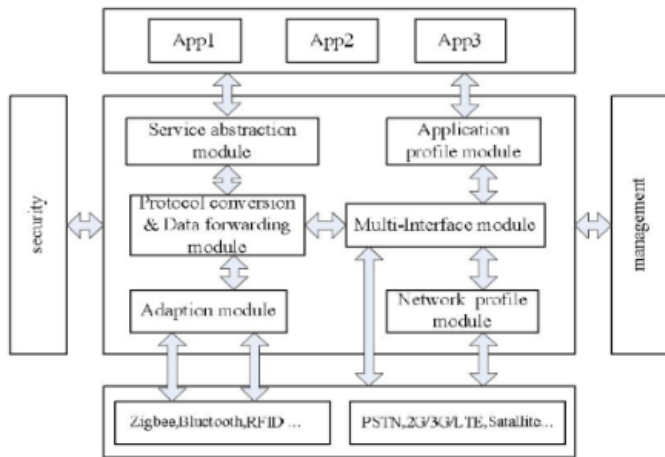 App1
App2
App3
Service abstraction
module
Application
profile module
security
Protocol conversion
& Data forwarding
module
Multi-Interface module
management
Adaption module
Network profile
module
Zigbee,Bluetooth,RFID ...
PSTN,2G/3G/LTE,Satallite...